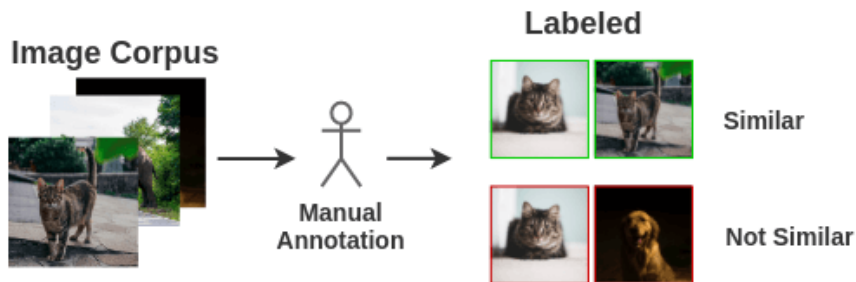 Image Corpus
Labeled
Similar
Manual
Annotation
Not Similar